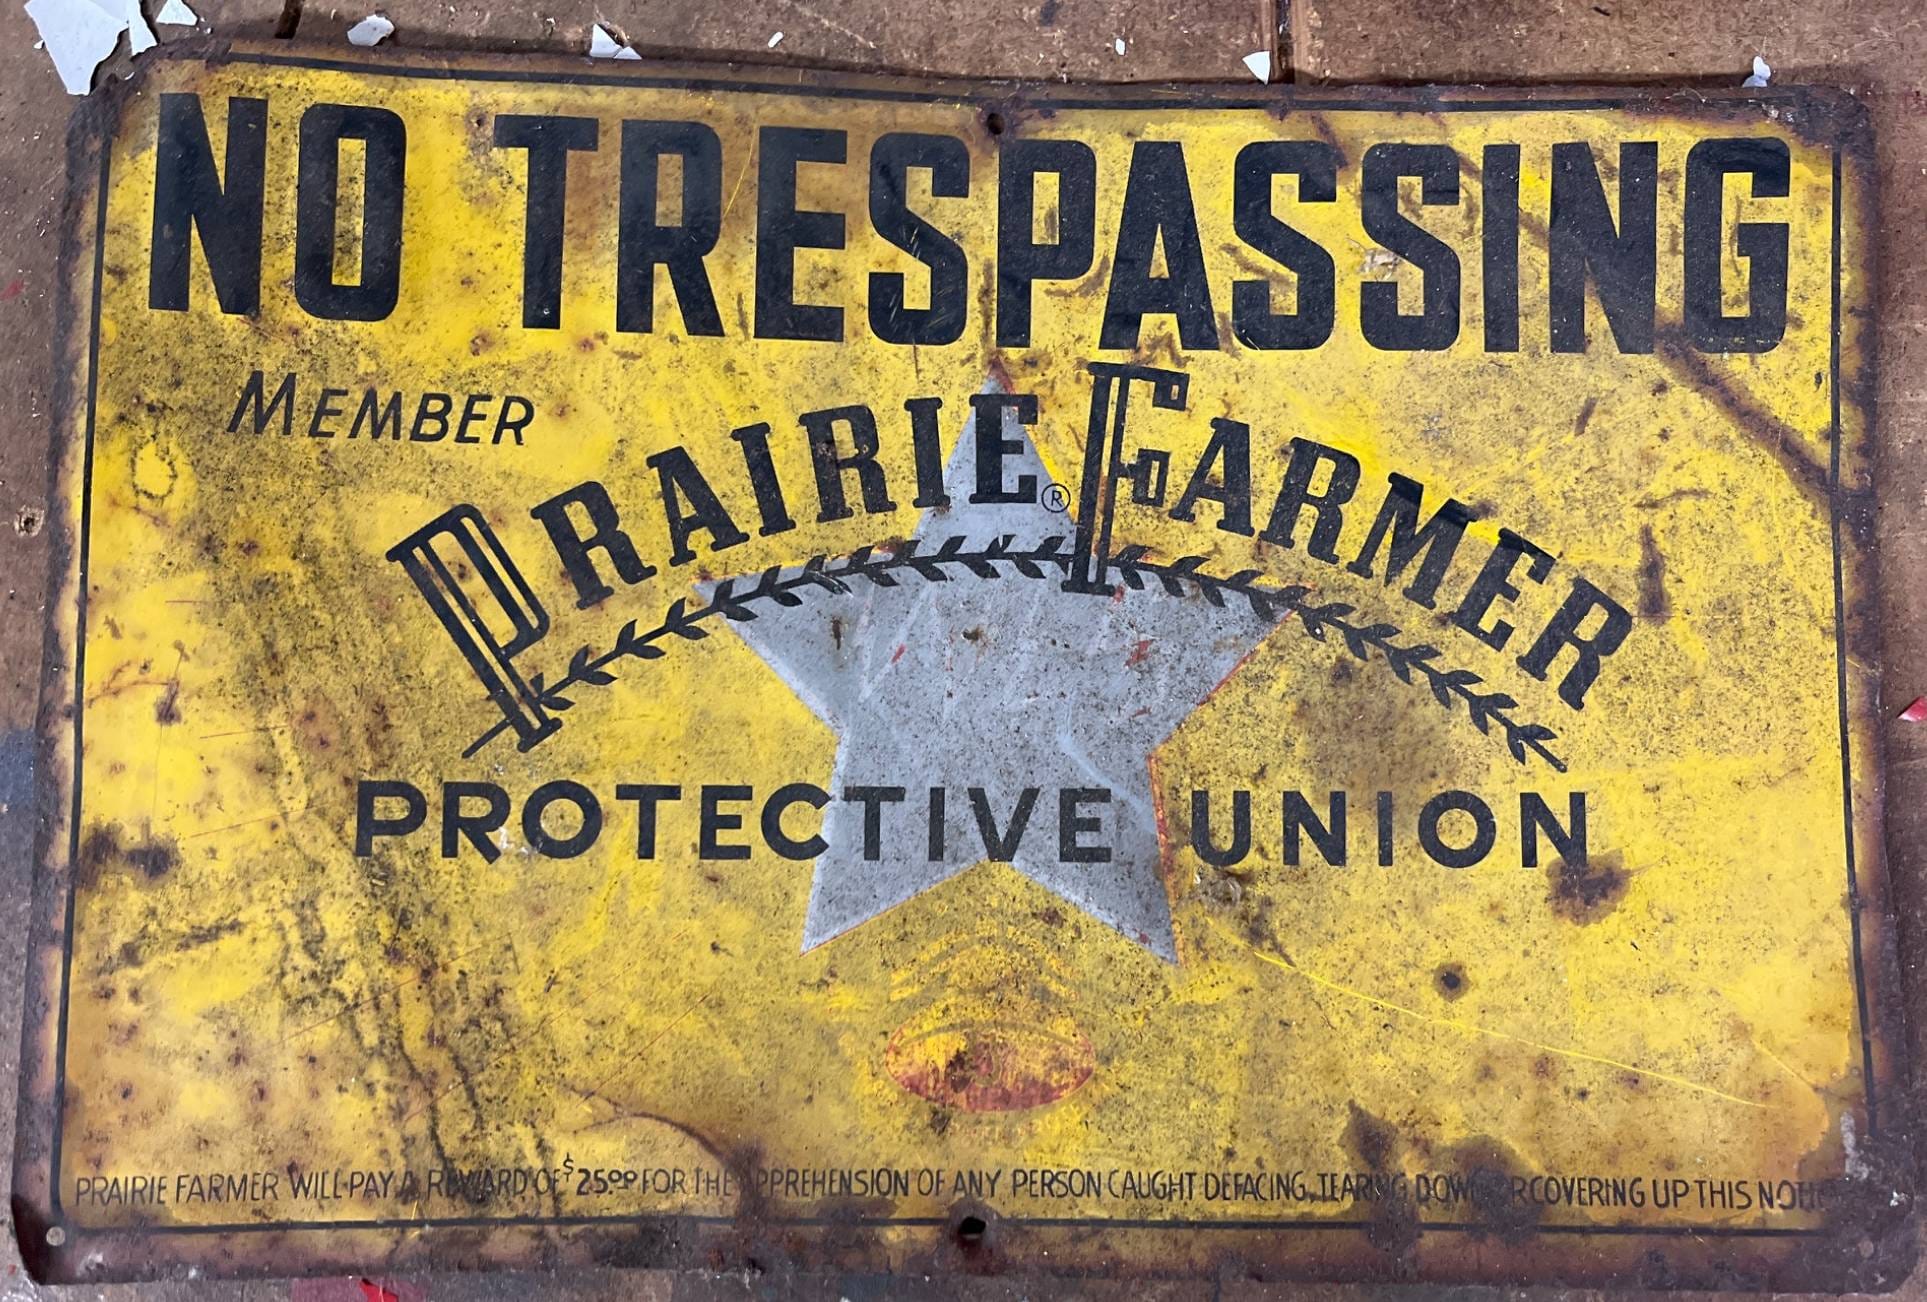 NO TRESPASSING
MEMBER
PRAIRIE® FARMER
PROTECTIVE UNION
PRAIRIE FARMER WILL PAY A REWARD OF $25.00 FOR THE APPREHENSION OF ANY PERSON CAUGHT DEFACING, TEARING DOWN OR COVERING UP THIS NOTICE